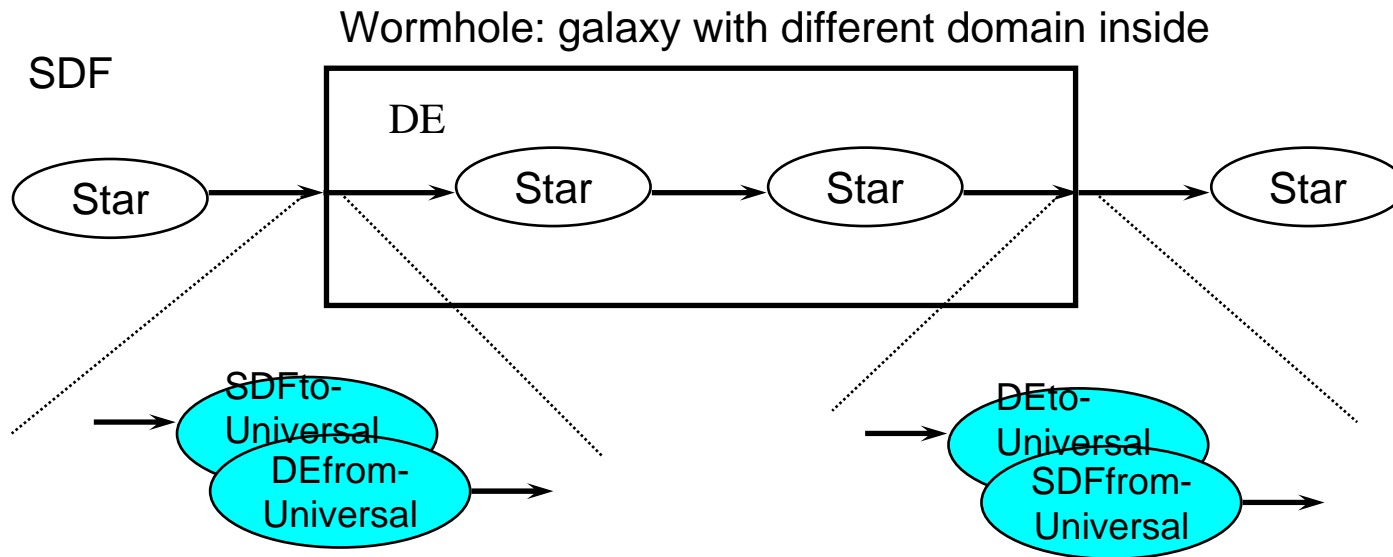 Wormhole: galaxy with different domain inside
SDF
DE
Star
Star
Star
Star
SDFto-
Universal
DEfrom-
Universal
DEto-
Universal
SDFfrom-
Universal